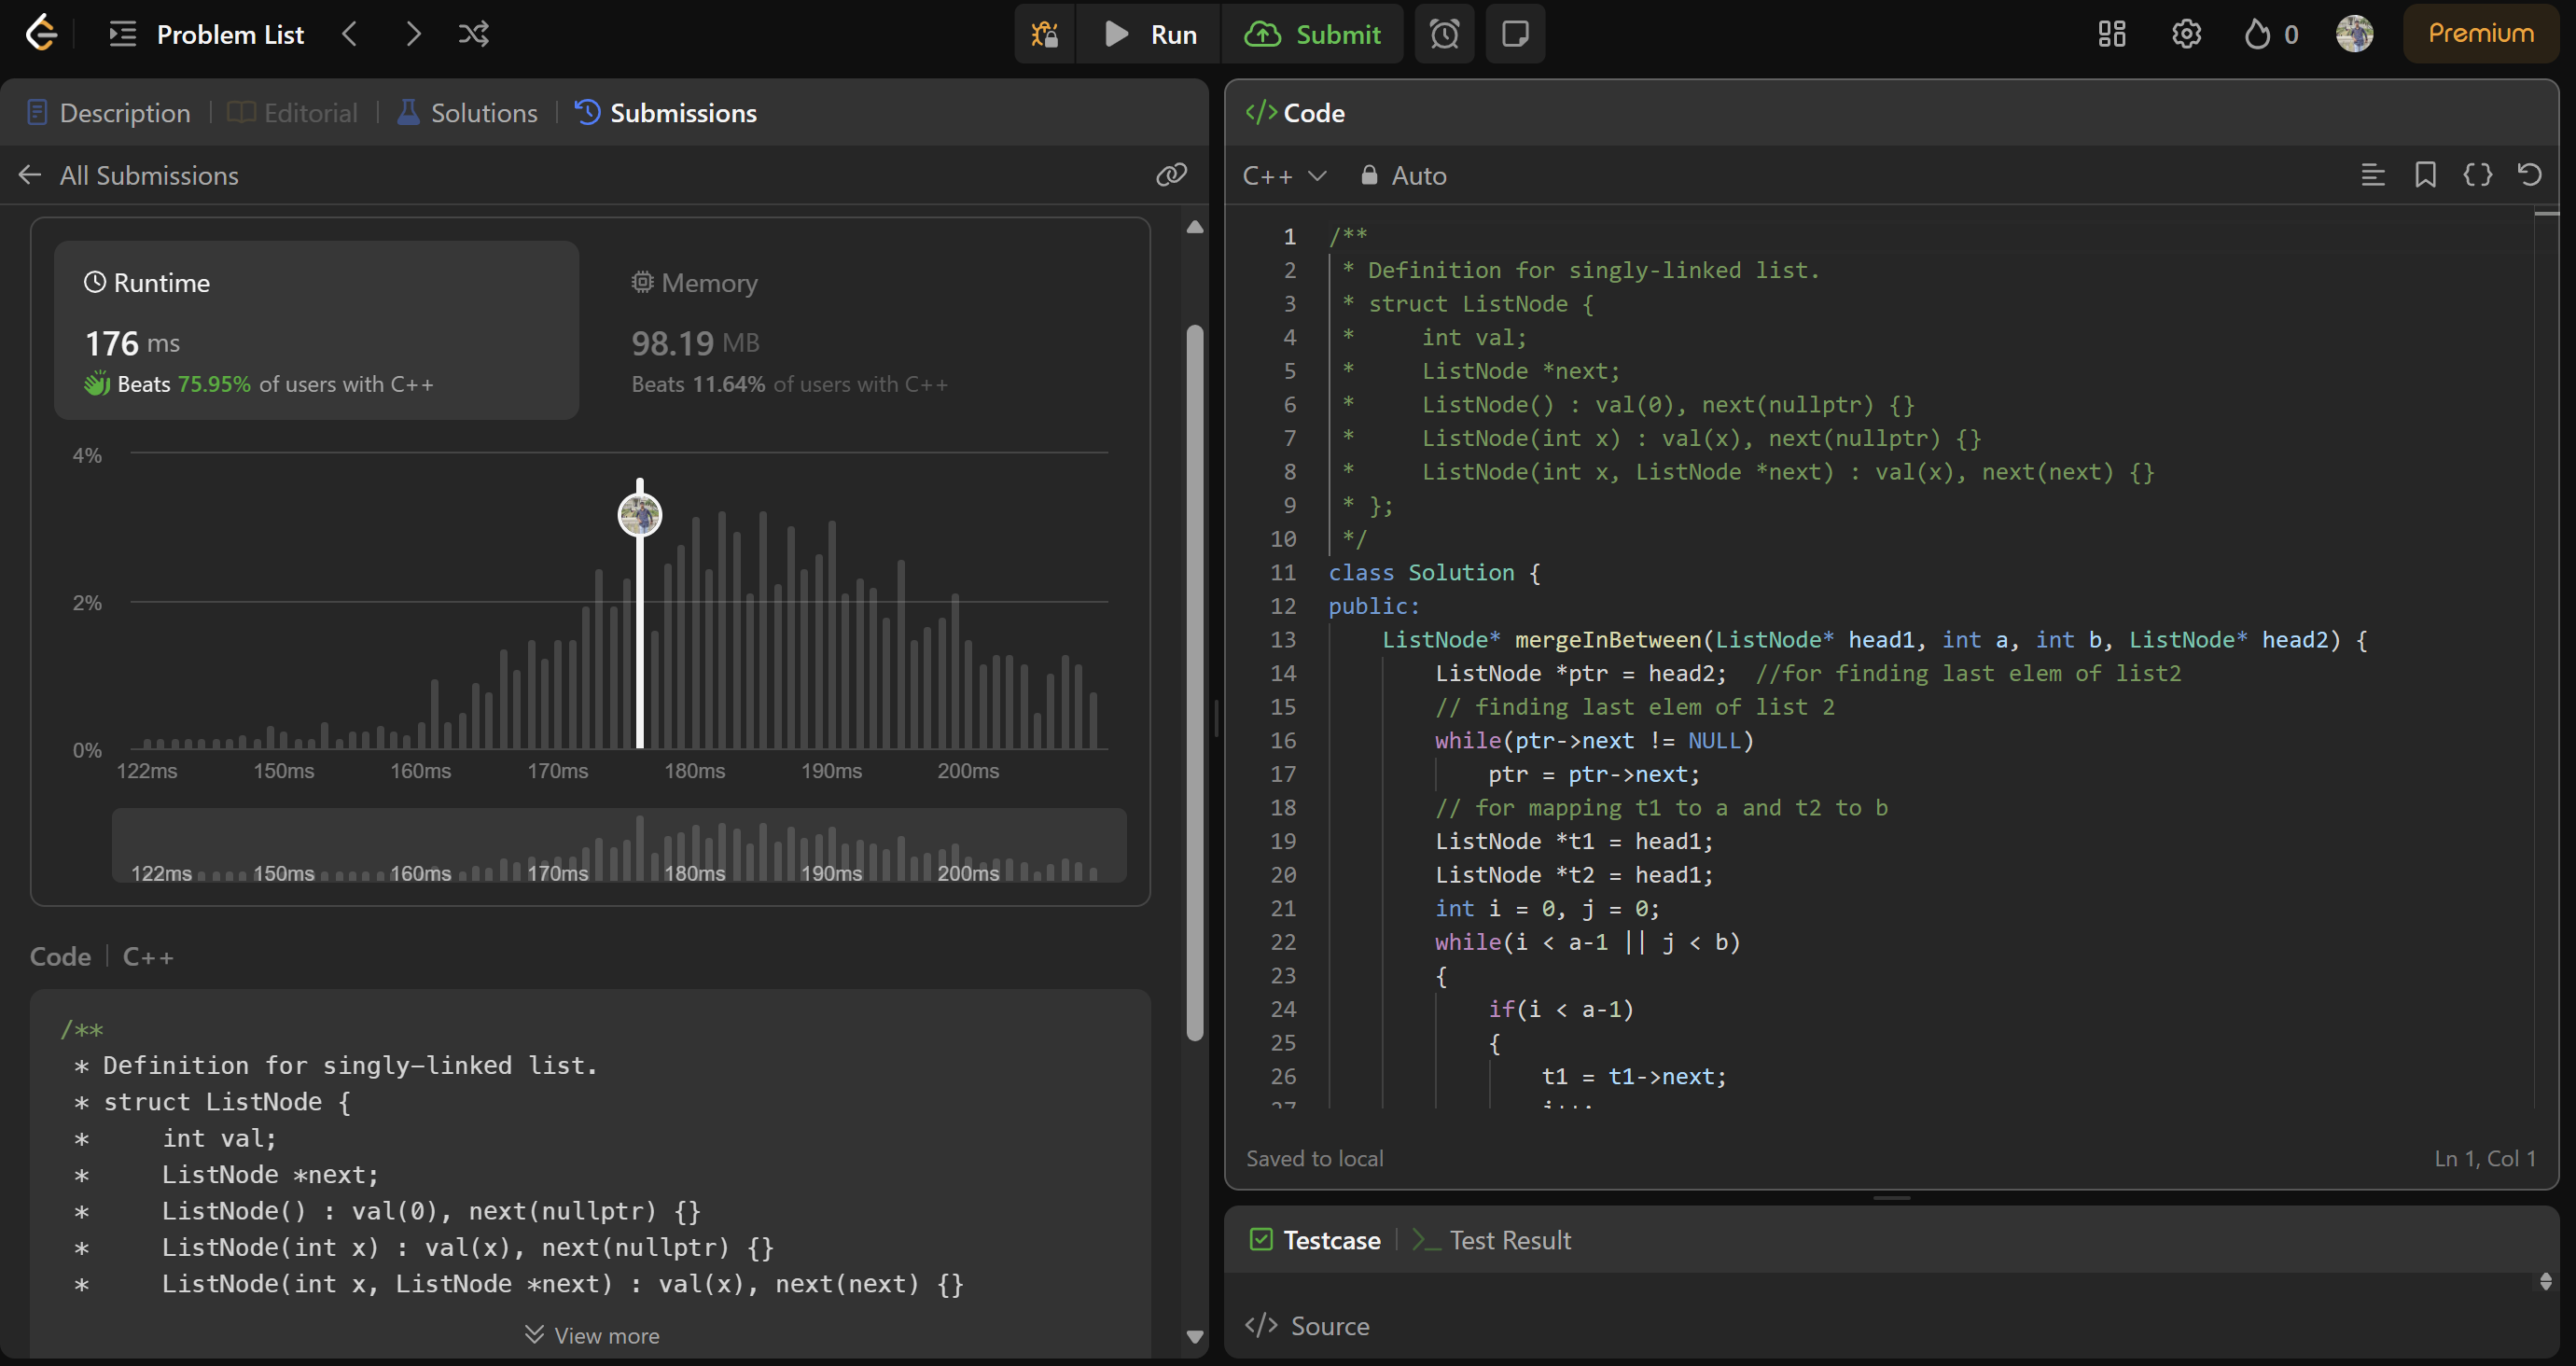 Problem List
Run
Submit
0
Premium
Description
Editorial
Solutions
Submissions
All Submissions
Runtime
176 ms
Beats 75.95% of users with C++
Memory
98.19 MB
Beats 11.64% of users with C++
4%
2%
0%
122ms 150ms 160ms 170ms 180ms 190ms 200ms
122ms 150ms 160ms 170ms 180ms 190ms 200ms
Code C++
/**
* Definition for singly-linked list.
* struct ListNode {
*     int val;
*     ListNode *next;
*     ListNode() : val(0), next(nullptr) {}
*     ListNode(int x) : val(x), next(nullptr) {}
*     ListNode(int x, ListNode *next) : val(x), next(next) {}
View more
</> Code
C++ Auto
1 /**
2  * Definition for singly-linked list.
3  * struct ListNode {
4  *     int val;
5  *     ListNode *next;
6  *     ListNode() : val(0), next(nullptr) {}
7  *     ListNode(int x) : val(x), next(nullptr) {}
8  *     ListNode(int x, ListNode *next) : val(x), next(next) {}
9  * };
10  */
11 class Solution {
12 public:
13     ListNode* mergeInBetween(ListNode* head1, int a, int b, ListNode* head2) {
14         ListNode *ptr = head2;  //for finding last elem of list2
15         // finding last elem of list 2
16         while(ptr->next != NULL)
17             ptr = ptr->next;
18         // for mapping t1 to a and t2 to b
19         ListNode *t1 = head1;
20         ListNode *t2 = head1;
21         int i = 0, j = 0;
22         while(i < a-1 || j < b)
23         {
24             if(i < a-1)
25             {
26                 t1 = t1->next;
Saved to local
Ln 1, Col 1
Testcase
Test Result
</> Source